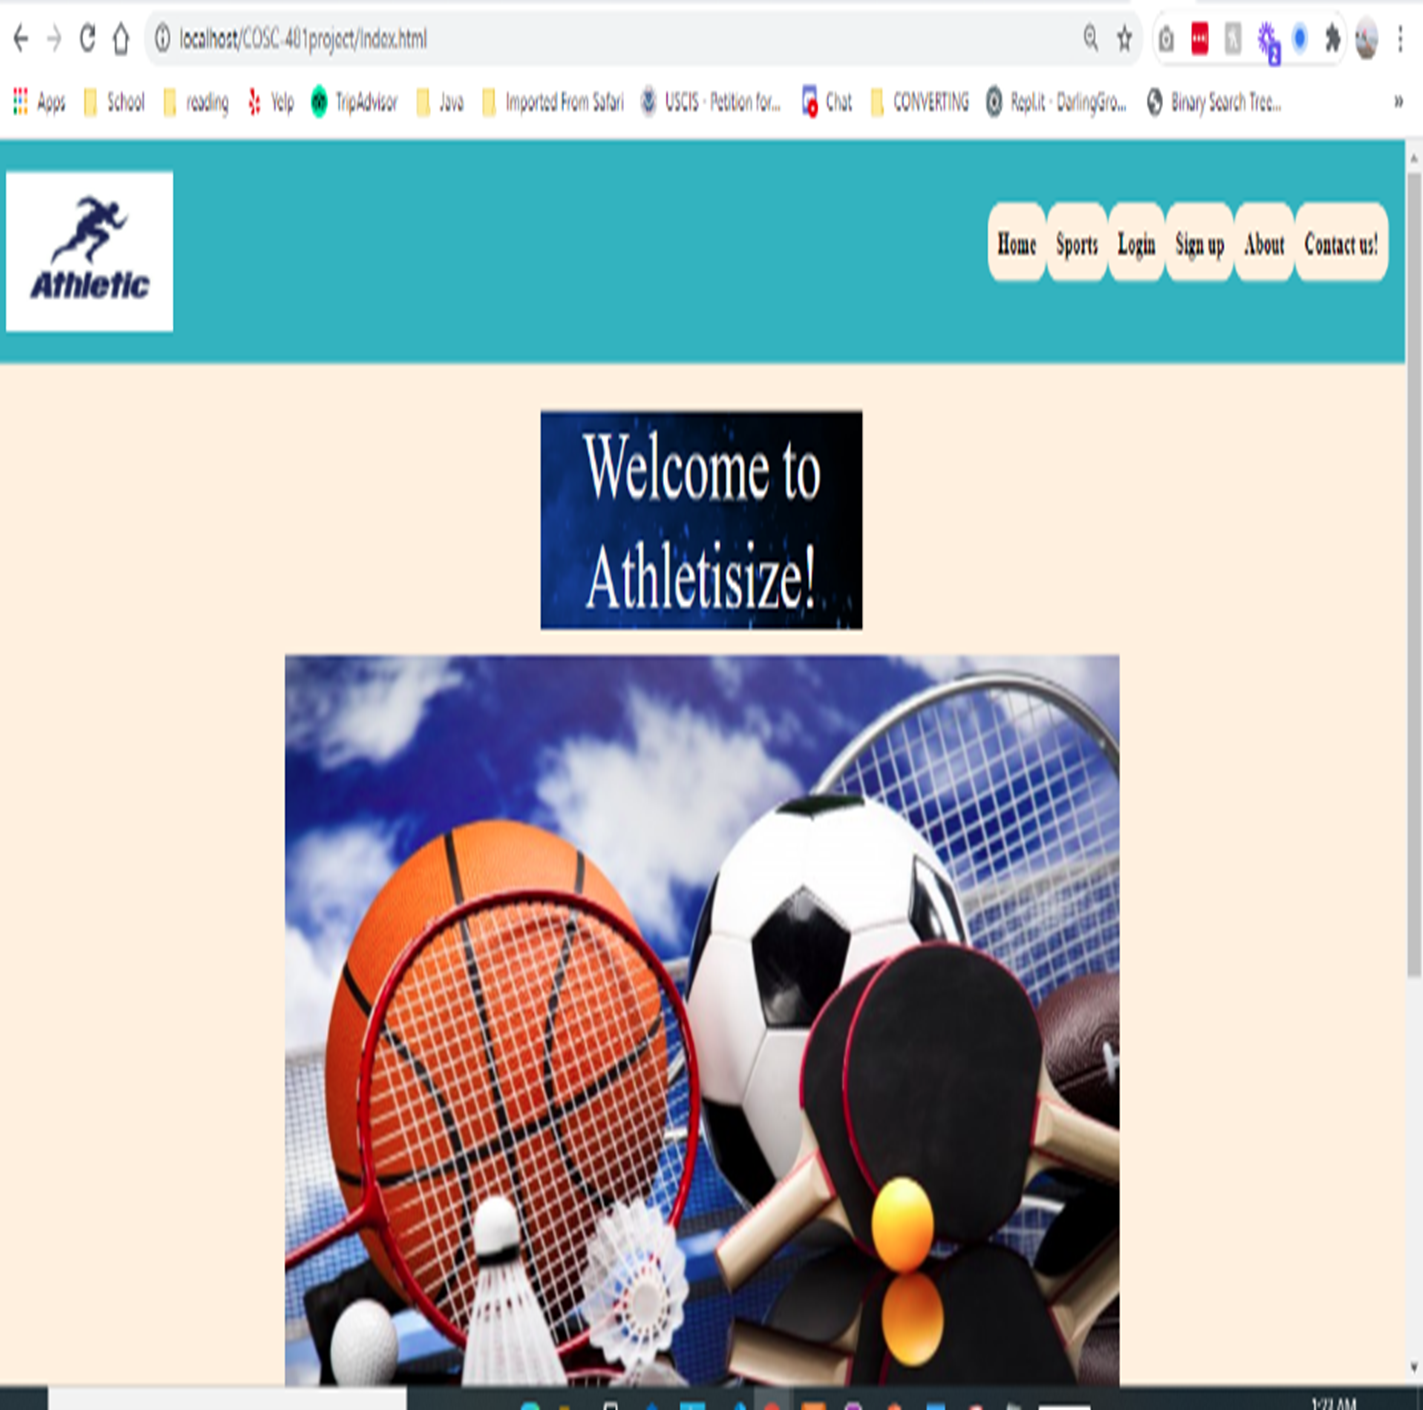 localhost/COSC-401project/index.html
Apps School reading Yelp TripAdvisor Java Imported From Safari USCIS - Petition for... Chat CONVERTING Repl.it - DarlingGro... Binary Search Tree... »
Athletic
Home Sports Login Sign up About Contact us!
Welcome to
Athletisize!
1:23 AM